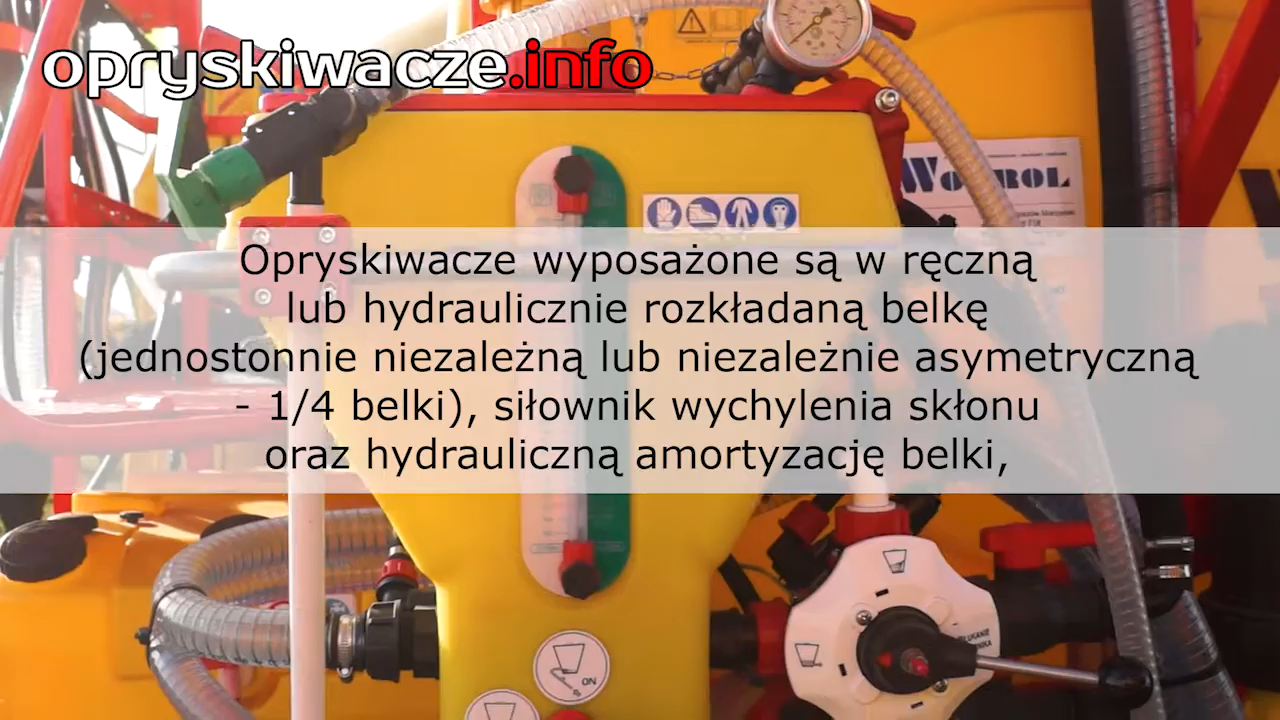 opryskiwacze.info
Opryskiwacze wyposażone są w ręczną
lub hydraulicznie rozkładaną belkę
(jednostonnie niezależną lub niezależnie asymetryczną
- 1/4 belki), siłownik wychylenia skłonu
oraz hydrauliczną amortyzację belki,
ON